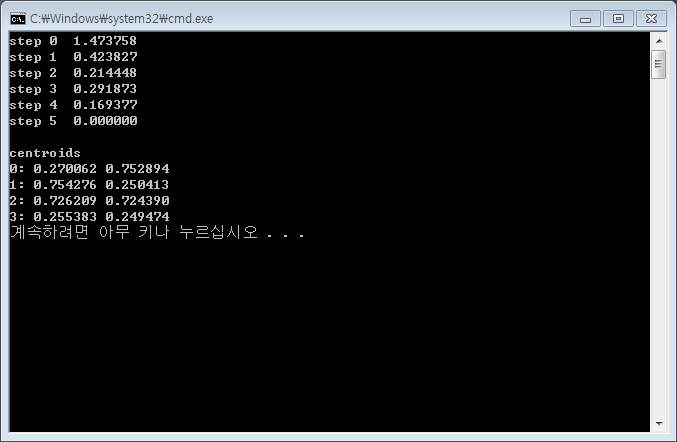 C:₩Windows₩system32₩cmd.exe
step 0  1.473758
step 1  0.423827
step 2  0.214448
step 3  0.291873
step 4  0.169377
step 5  0.000000
centroids
0: 0.270062 0.752894
1: 0.754276 0.250413
2: 0.726209 0.724390
3: 0.255383 0.249474
계속하려면 아무 키나 누르십시오 . . .